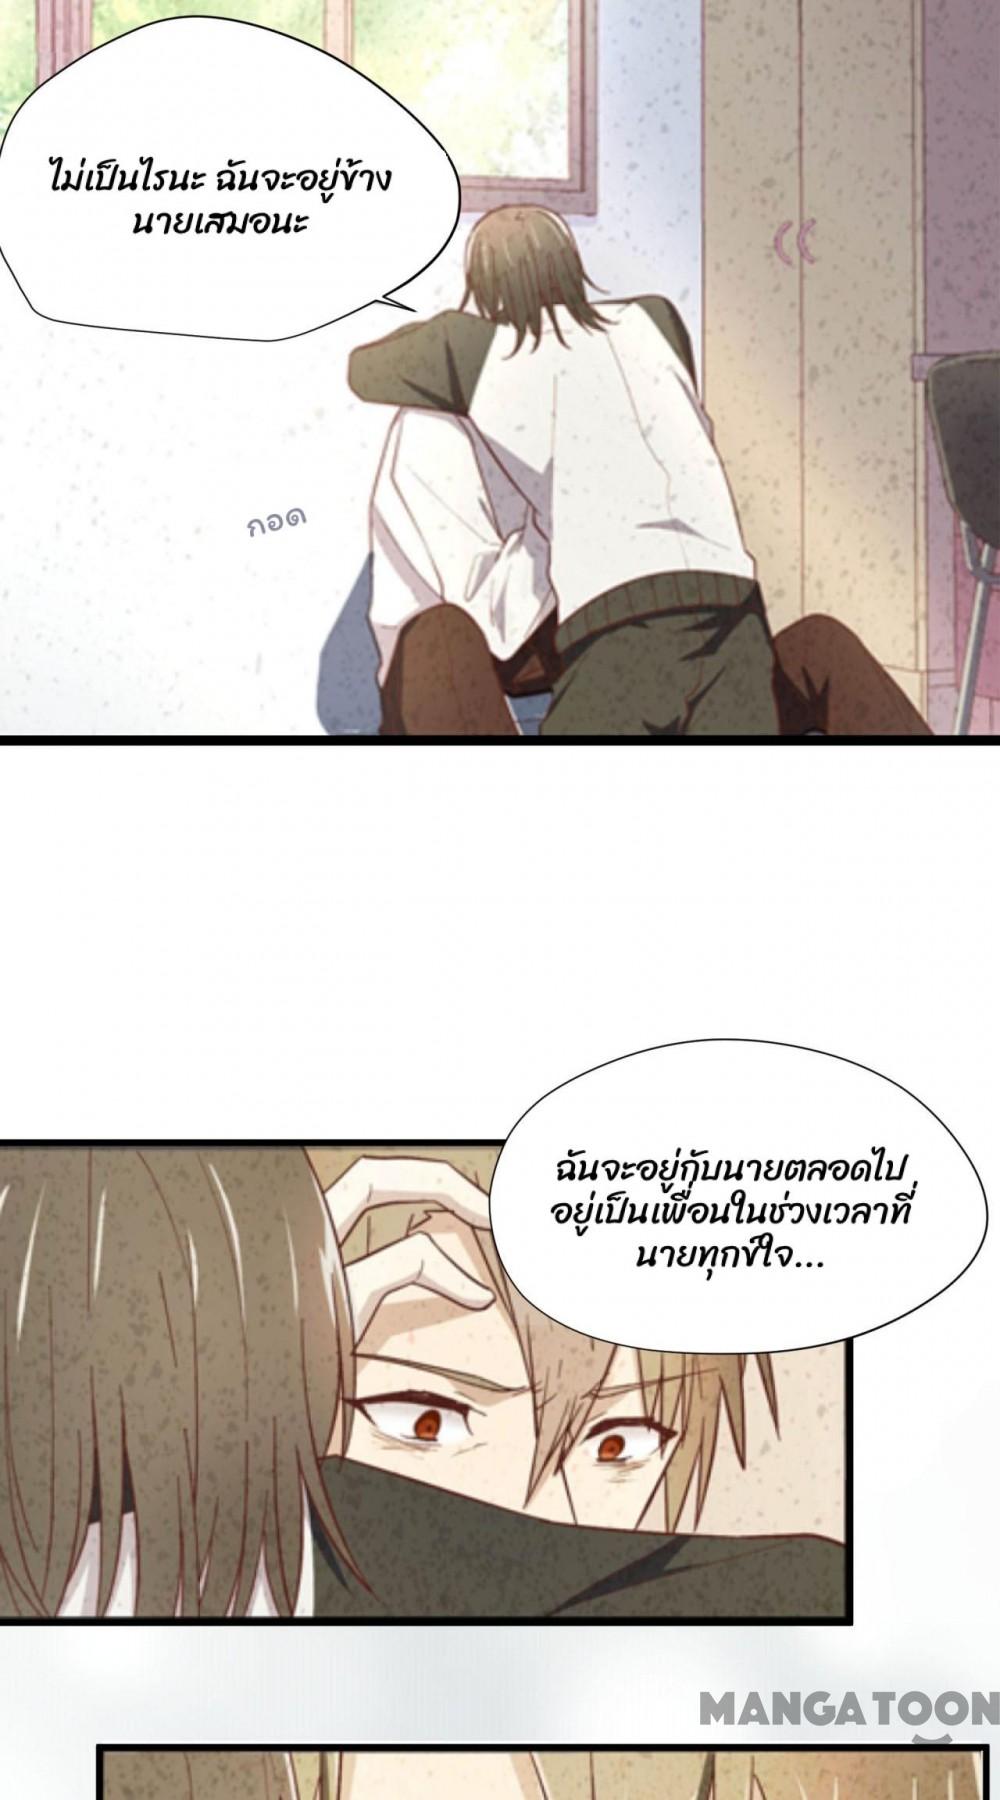 ไม่เป็นไรนะ ฉันจะอยู่ข้าง
นายเสมอนะ
กอด
ฉันจะอยู่กับนายตลอดไป
อยู่เป็นเพื่อนในช่วงเวลาที่
นายทุกข์ใจ...
MANGATOON